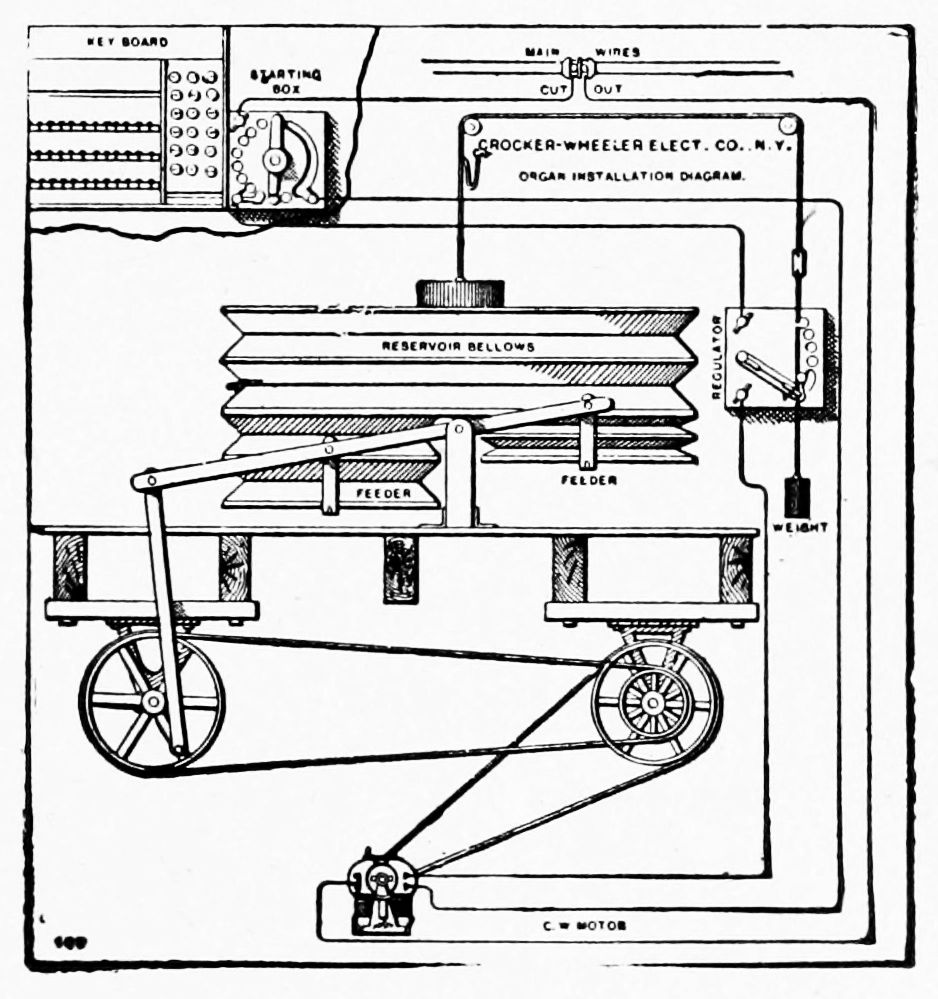 KEY BOARD
STARTING
BOX
MAIN WIRES
CUT OUT
CROCKER-WHEELER ELECT. CO., N.Y.
ORGAN INSTALLATION DIAGRAM.
RESERVOIR BELLOWS
REGULATOR
FEEDER
FEEDER
WEIGHT
C.W MOTOR